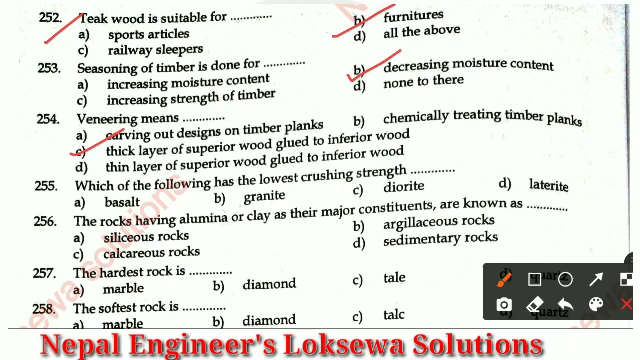 252. Teak wood is suitable for .............
a) sports articles b) furnitures
c) railway sleepers d) all the above
253. Seasoning of timber is done for .............
a) increasing moisture content b) decreasing moisture content
c) increasing strength of timber d) none to there
254. Veneering means .............
a) carving out designs on timber planks b) chemically treating timber planks
c) thick layer of superior wood glued to inferior wood
d) thin layer of superior wood glued to inferior wood
255. Which of the following has the lowest crushing strength .............
a) basalt b) granite c) diorite d) laterite
256. The rocks having alumina or clay as their major constituents, are known as .............
a) siliceous rocks b) argillaceous rocks
c) calcareous rocks d) sedimentary rocks
257. The hardest rock is .............
a) marble b) diamond c) tale d) quartz
258. The softest rock is .............
a) marble b) diamond c) talc d) quartz
Nepal Engineer's Loksewa Solutions